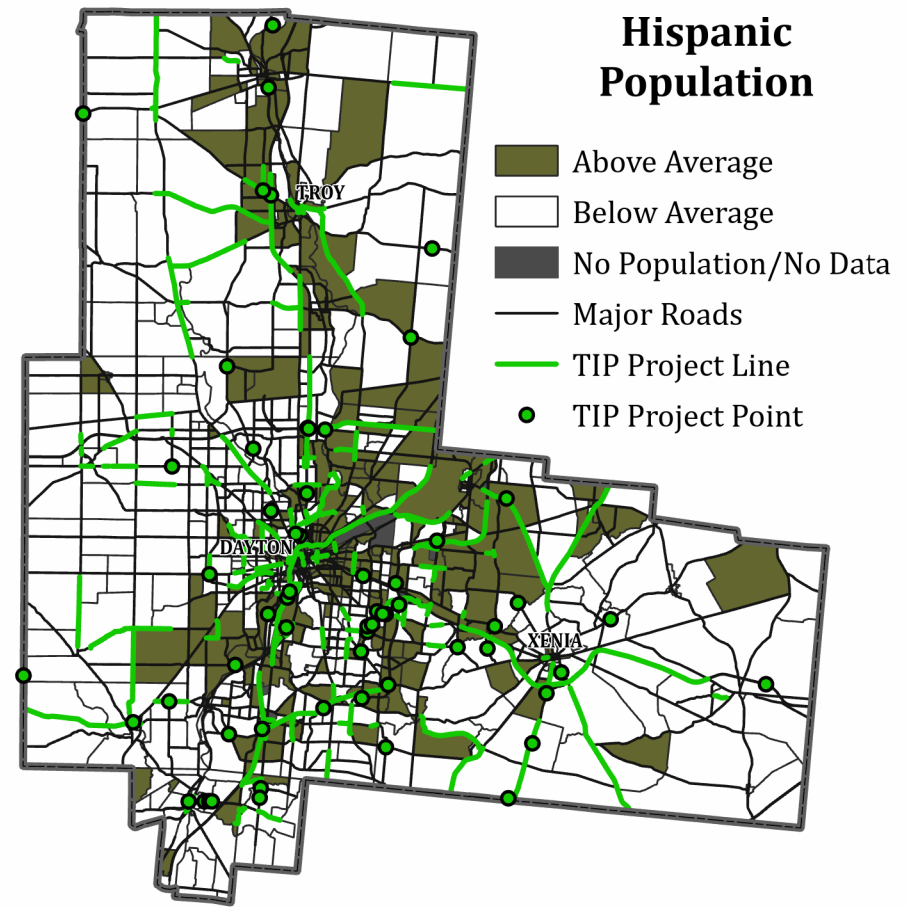 Hispanic
Population
Above Average
Below Average
No Population/No Data
Major Roads
TIP Project Line
TIP Project Point
TROY
DAYTON
XENIA